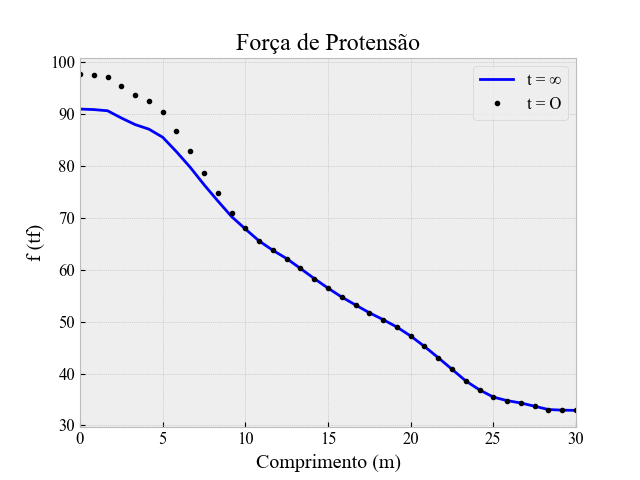 Força de Protensão
100
90
80
70
60
50
40
30
f (tf)
t = ∞
t = O
0 5 10 15 20 25 30
Comprimento (m)